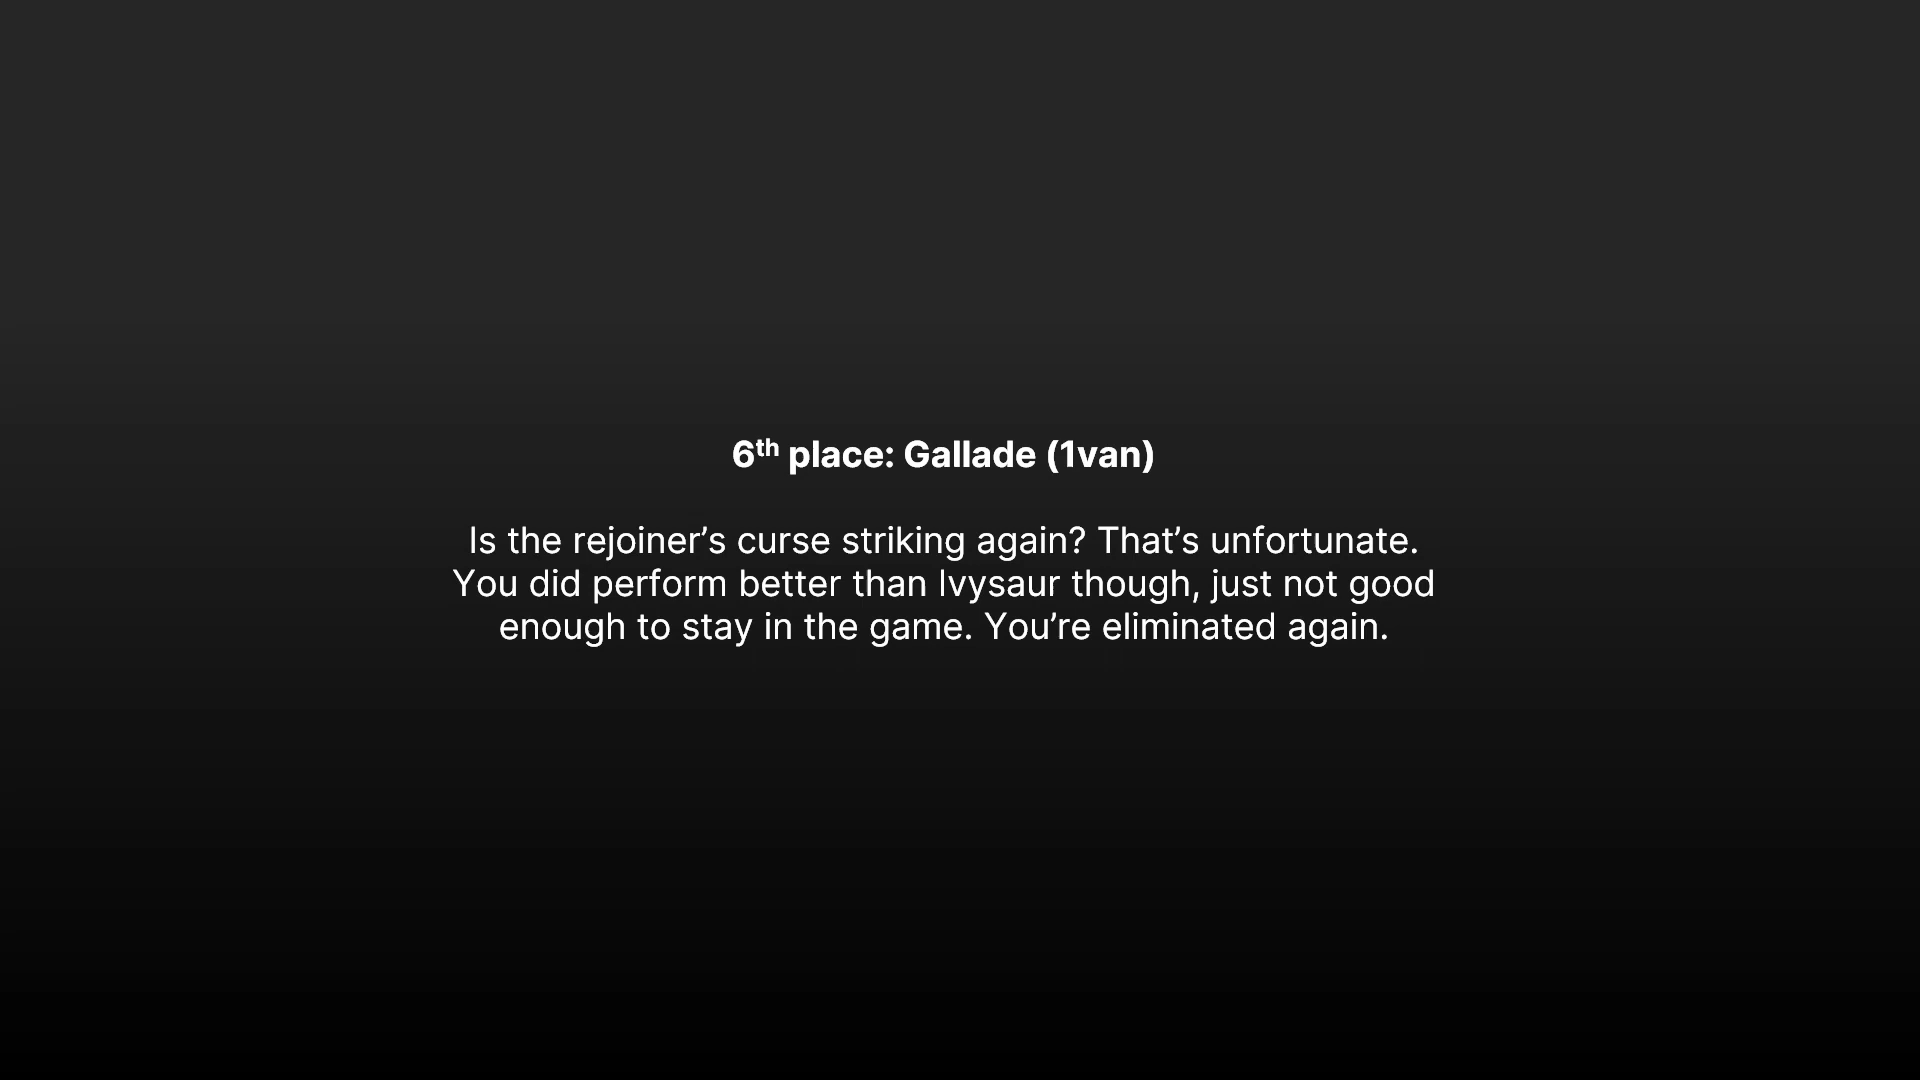 6th place: Gallade (1van)
Is the rejoiner’s curse striking again? That’s unfortunate.
You did perform better than Ivysaur though, just not good
enough to stay in the game. You’re eliminated again.